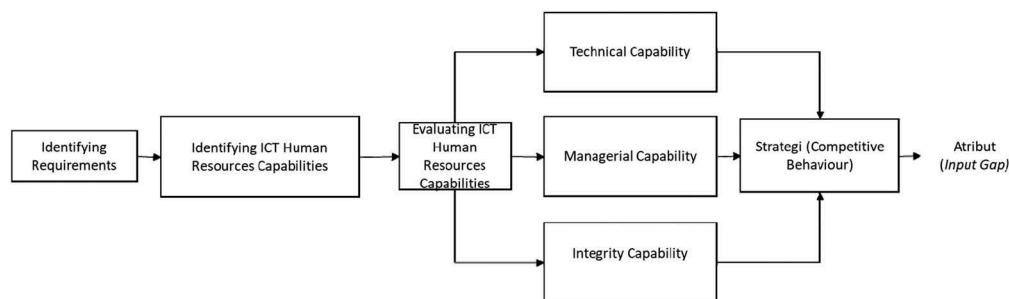 Technical Capability
Identifying
Requirements
Identifying ICT Human
Resources Capabilities
Evaluating ICT
Human
Resources
Capabilities
Managerial Capability
Integrity Capability
Strategi (Competitive
Behaviour)
Atribut
(Input Gap)